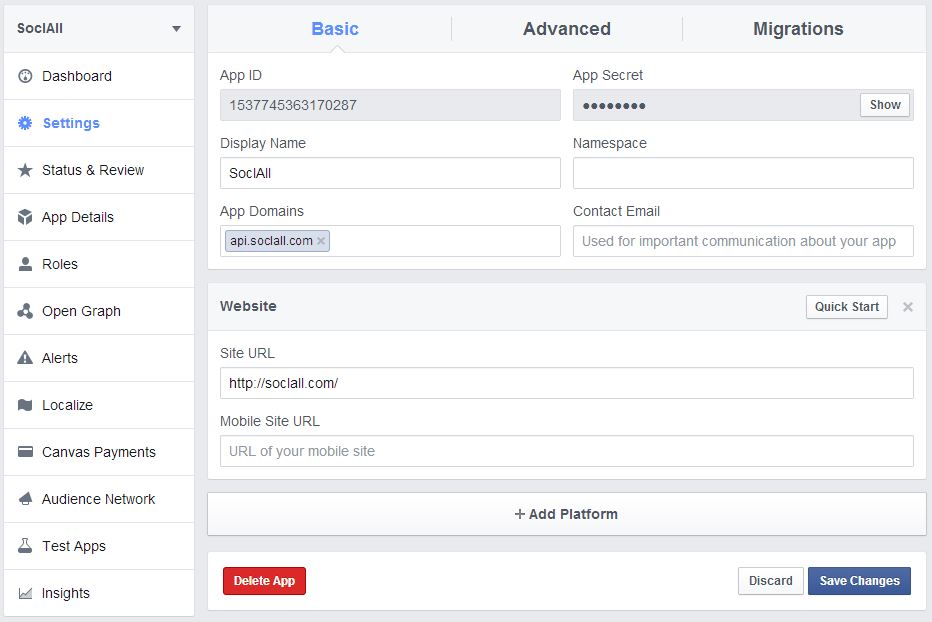 SoclAll
Dashboard
Settings
Status & Review
App Details
Roles
Open Graph
Alerts
Localize
Canvas Payments
Audience Network
Test Apps
Insights
Basic Advanced Migrations
App ID App Secret
1537745363170287 •••••••• Show
Display Name Namespace
SoclAll
App Domains Contact Email
api.soclall.com × Used for important communication about your app
Website Quick Start ×
Site URL
http://soclall.com/
Mobile Site URL
URL of your mobile site
+ Add Platform
Delete App Discard Save Changes